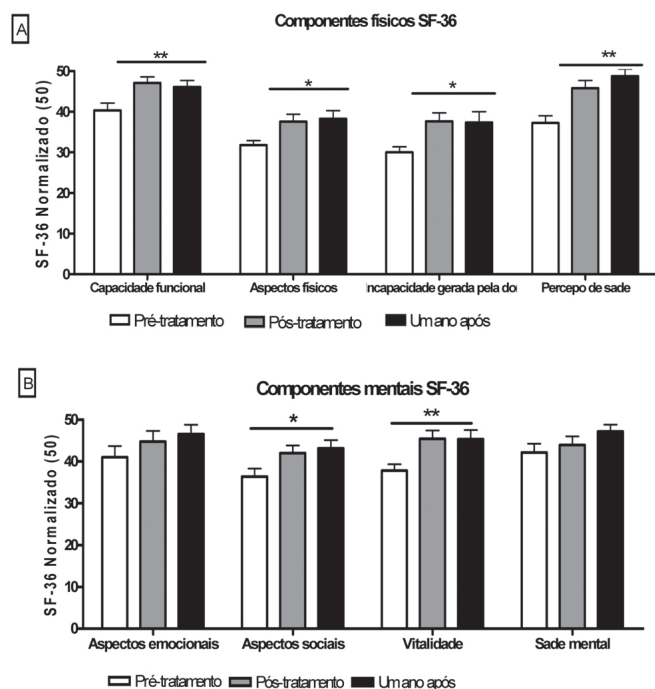 A
Componentes físicos SF-36
**
*
*
**
SF-36 Normalizado (50)
50
40
30
20
10
0
Capacidade funcional
Aspectos físicos
Incapacidade gerada pela do
Percepo de sade
Pré-tratamento
Pós-tratamento
Um ano após
B
Componentes mentais SF-36
*
**
SF-36 Normalizado (50)
50
40
30
20
10
0
Aspectos emocionais
Aspectos sociais
Vitalidade
Sade mental
Pré-tratamento
Pós-tratamento
Um ano após